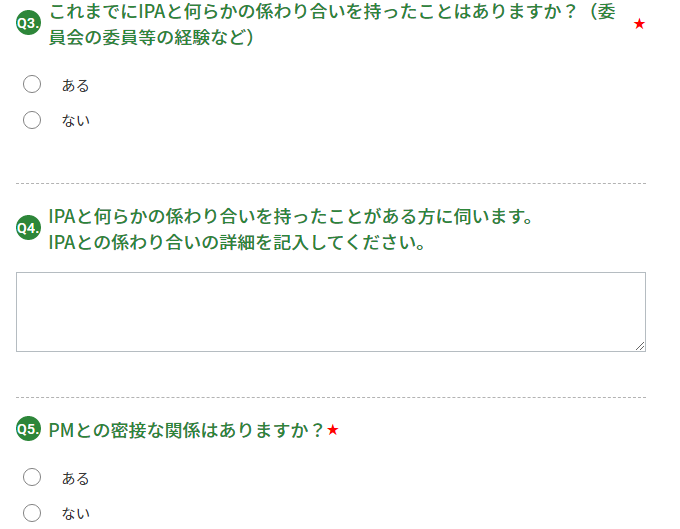 Q3. これまでにIPAと何らかの係わり合いを持ったことはありますか？（委
員会の委員等の経験など） ★
ある
ない
Q4. IPAと何らかの係わり合いを持ったことがある方に伺います。
IPAとの係わり合いの詳細を記入してください。
Q5. PMとの密接な関係はありますか？★
ある
ない